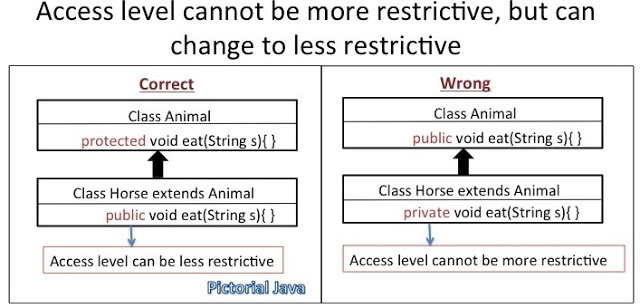 Access level cannot be more restrictive, but can
change to less restrictive
Correct
Class Animal
protected void eat(String s){ }
Class Horse extends Animal
public void eat(String s){ }
Access level can be less restrictive
Pictorial Java
Wrong
Class Animal
public void eat(String s){ }
Class Horse extends Animal
private void eat(String s){ }
Access level cannot be more restrictive